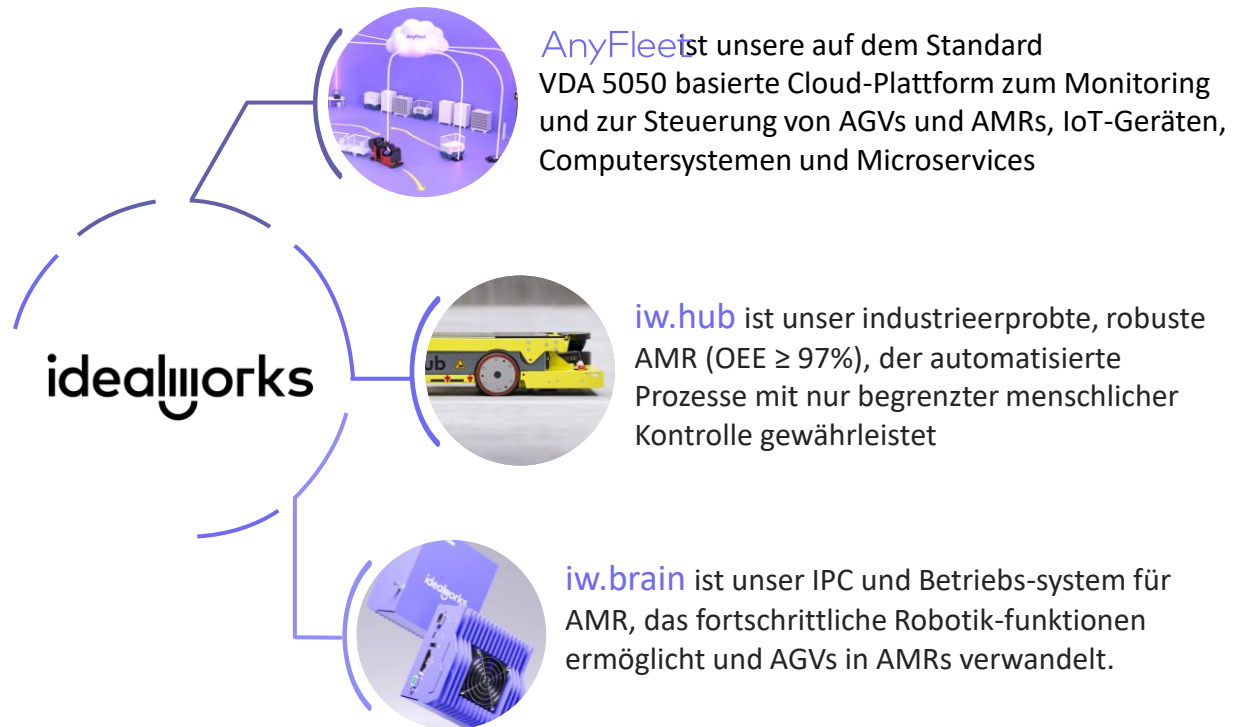 AnyFleet
AnyFleet ist unsere auf dem Standard
VDA 5050 basierte Cloud-Plattform zum Monitoring
und zur Steuerung von AGVs und AMRs, IoT-Geräten,
Computersystemen und Microservices
idealworks
ub
iw.hub ist unser industrieerprobte, robuste
AMR (OEE ≥ 97%), der automatisierte
Prozesse mit nur begrenzter menschlicher
Kontrolle gewährleistet
idealworks
iw.brain ist unser IPC und Betriebs-system für
AMR, das fortschrittliche Robotik-funktionen
ermöglicht und AGVs in AMRs verwandelt.